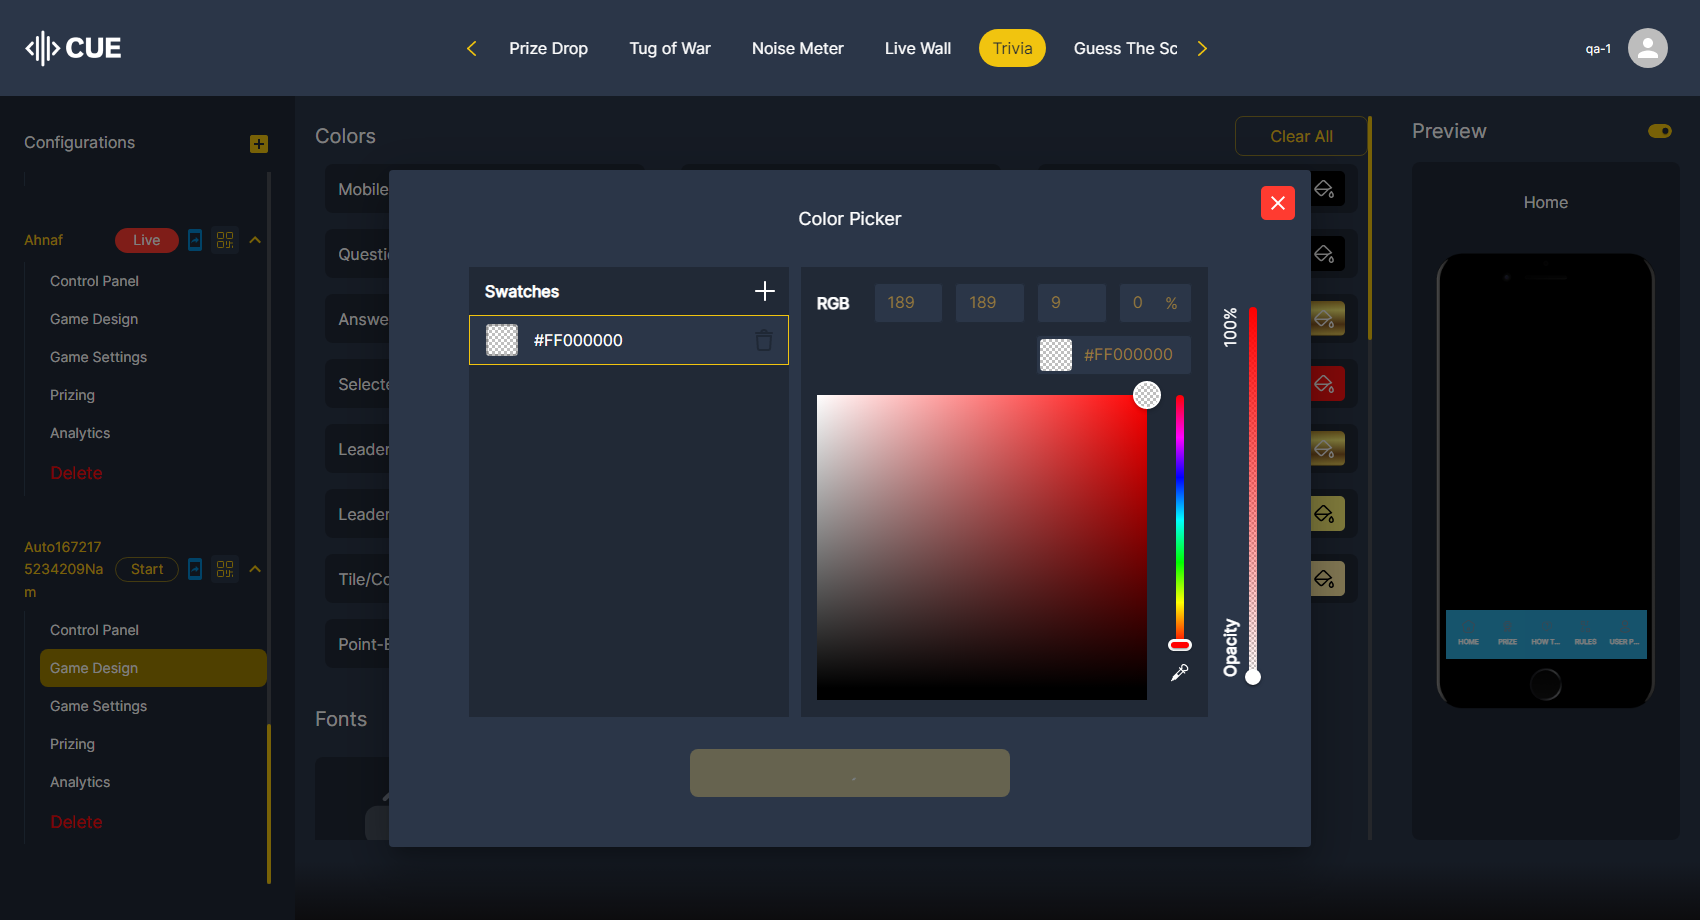 CUE
Prize Drop
Tug of War
Noise Meter
Live Wall
Trivia
Guess The Sc
qa-1
Configurations
Ahnaf
Live
Control Panel
Game Design
Game Settings
Prizing
Analytics
Delete
Auto167217
5234209Na
m
Start
Control Panel
Game Design
Game Settings
Prizing
Analytics
Delete
Colors
Clear All
Mobile
Questi
Answe
Selecte
Leader
Leader
Tile/Co
Point-E
Fonts
Color Picker
Swatches
#FF000000
RGB
189
189
9
0 %
#FF000000
100%
Opacity
Preview
Home
HOME
PRIZE
HOW T...
RULES
USER P...